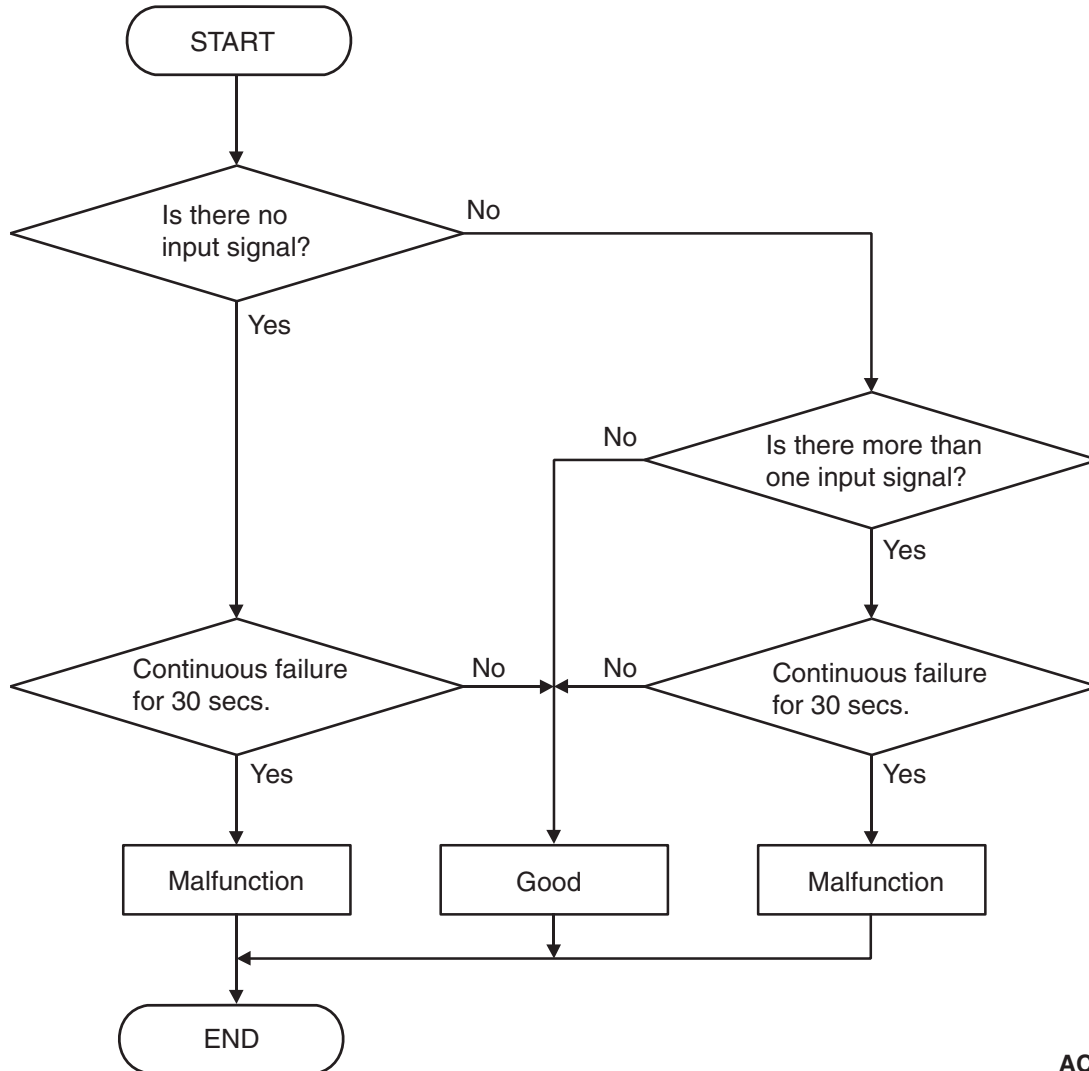 START
Is there no
input signal?
No
Yes
No
Is there more than
one input signal?
Yes
Continuous failure
for 30 secs.
No
No
Continuous failure
for 30 secs.
Yes
Yes
Malfunction
Good
Malfunction
END
AC